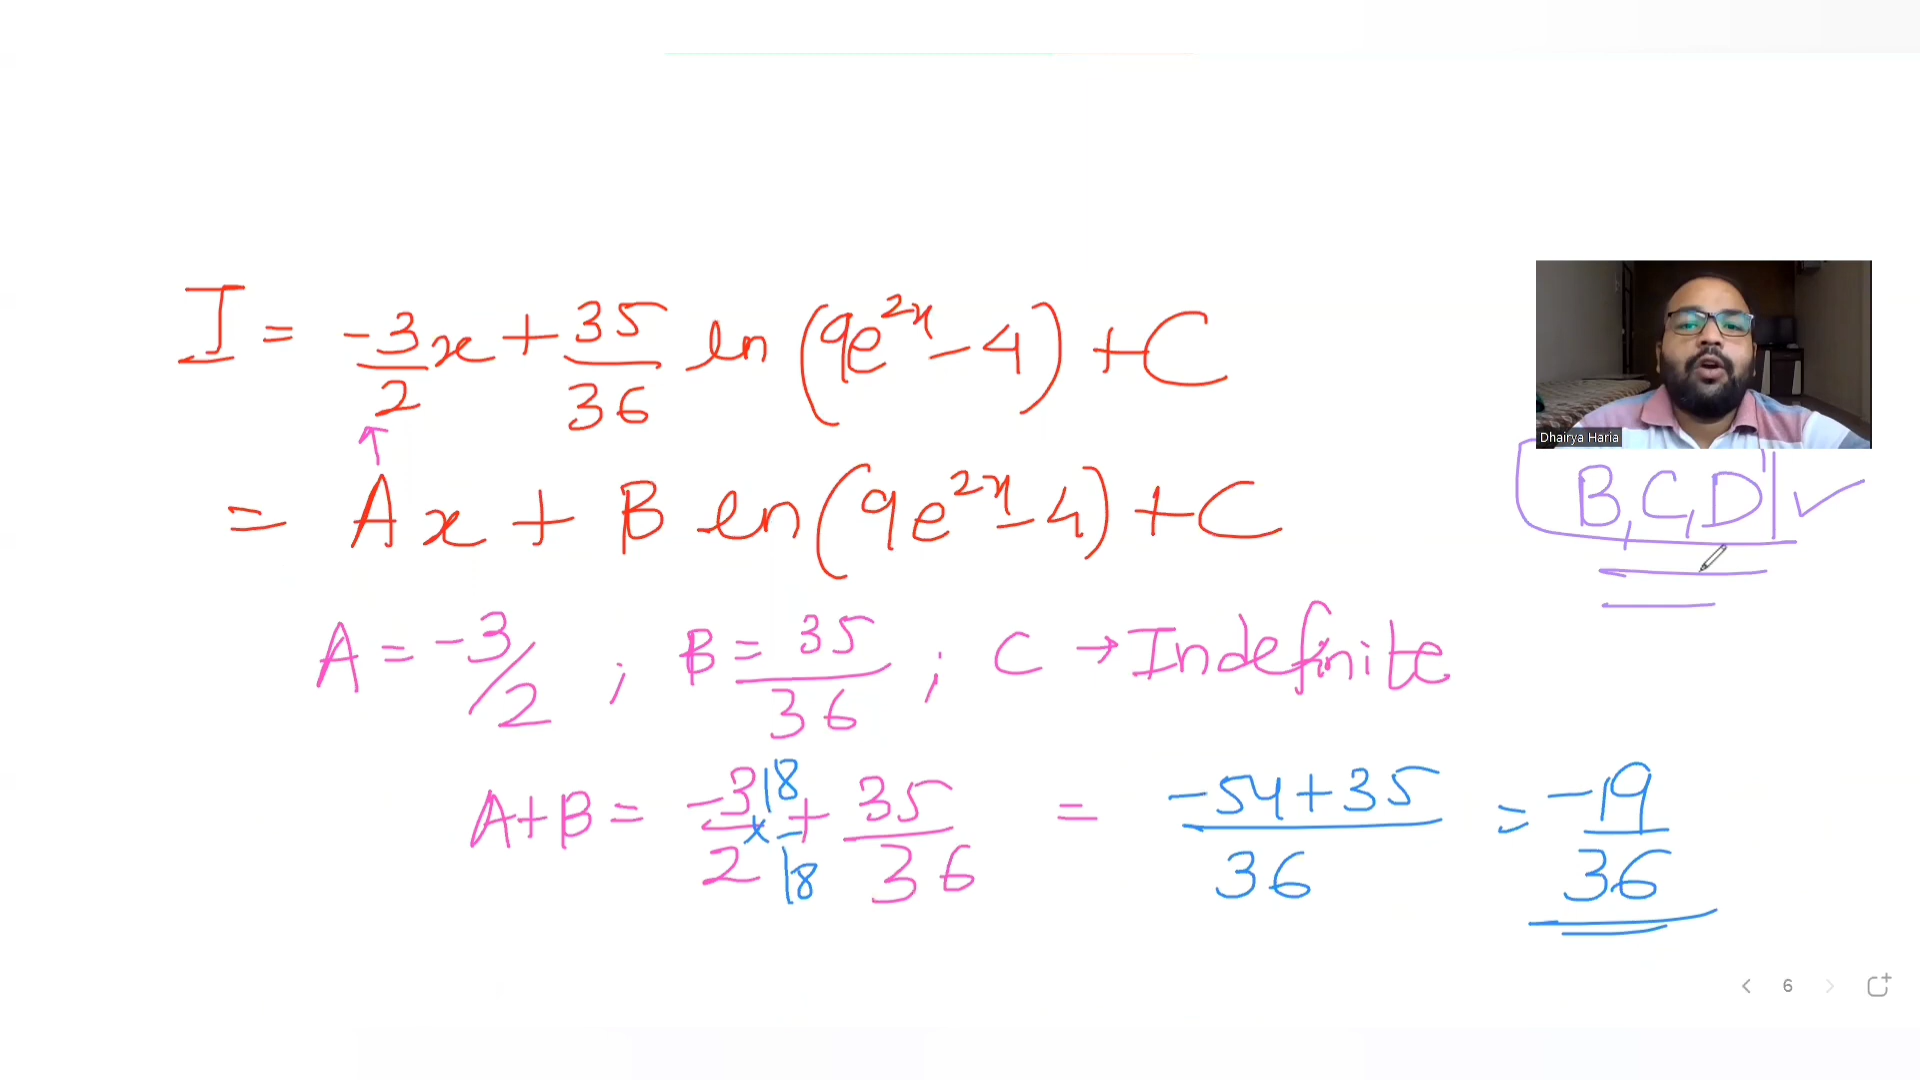 I = -3/2 x + 35/36 ln (9e^2x - 4) + C
Dhairya Haria
B, C, D ✓
= A x + B ln (9e^2x - 4) + C
A = -3/2 ; B = 35/36 ; C → Indefinite
A+B = -3/2 × 18/18 + 35/36 = -54+35/36 = -19/36
6